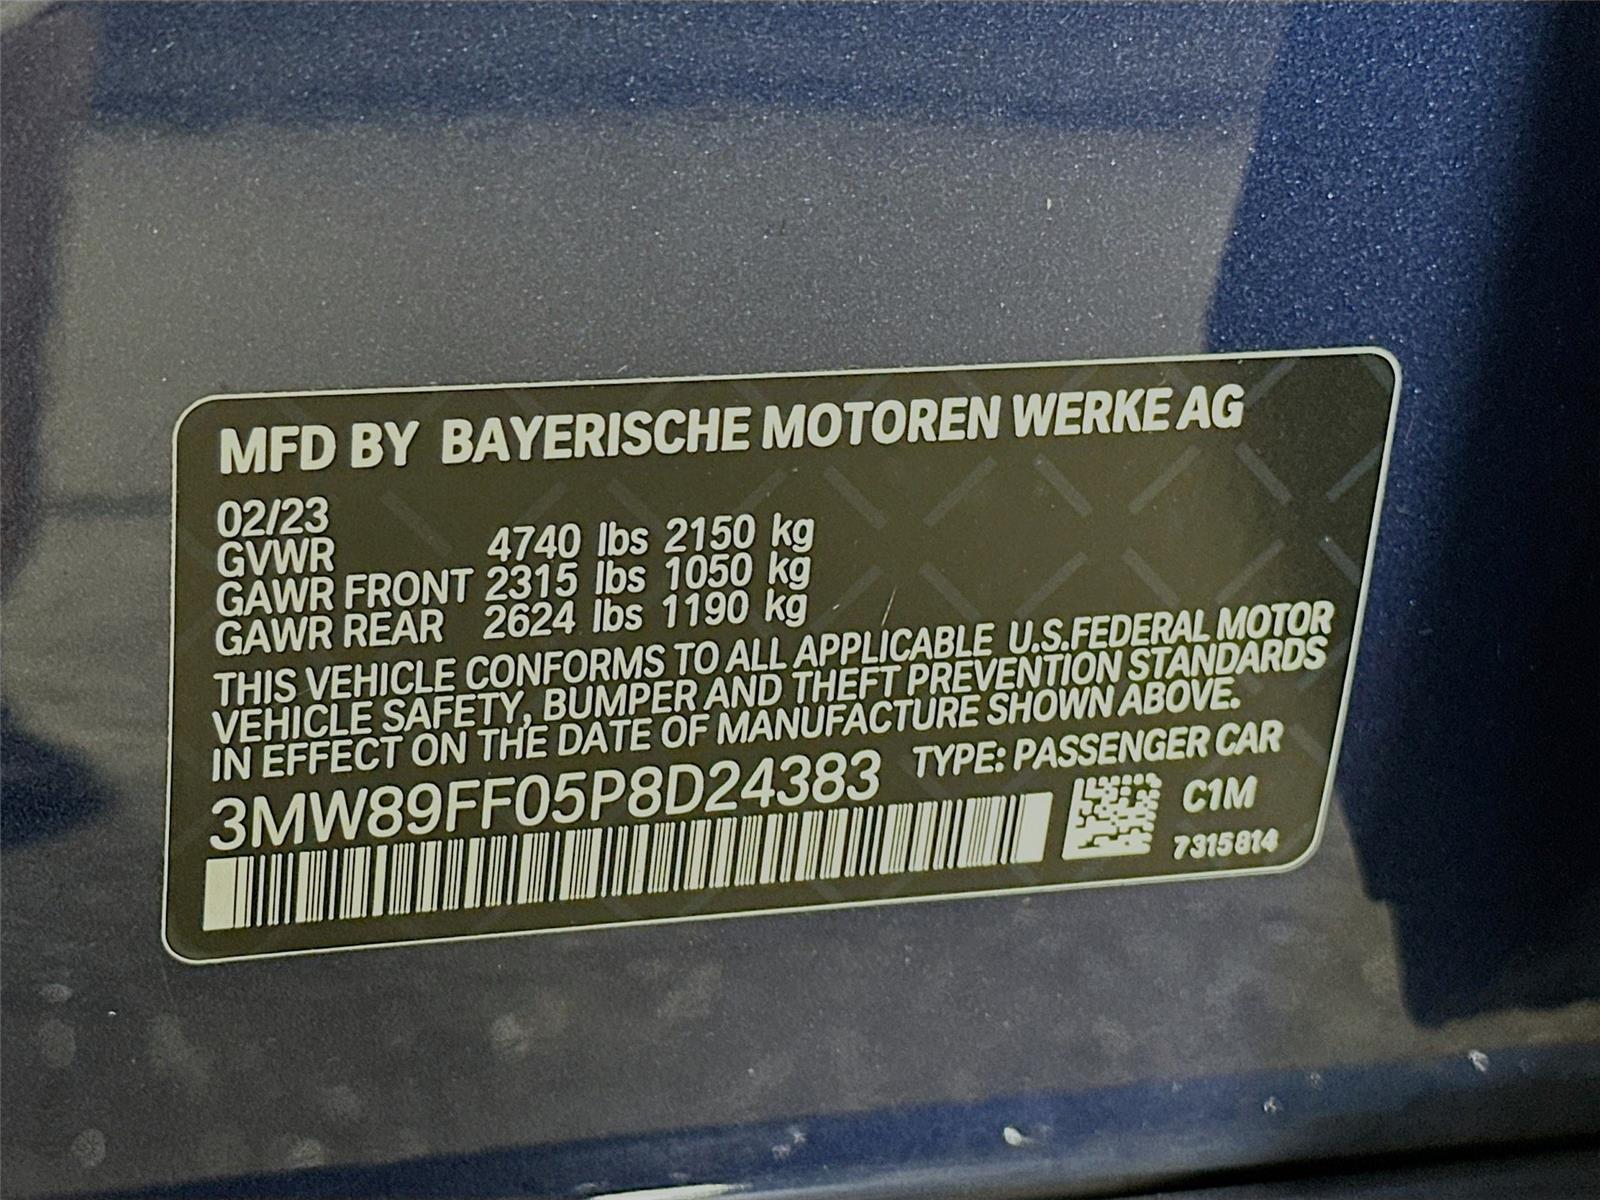 MFD BY BAYERISCHE MOTOREN WERKE AG
02/23
GVWR 4740 lbs 2150 kg
GAWR FRONT 2315 lbs 1050 kg
GAWR REAR 2624 lbs 1190 kg
THIS VEHICLE CONFORMS TO ALL APPLICABLE U.S.FEDERAL MOTOR
VEHICLE SAFETY, BUMPER AND THEFT PREVENTION STANDARDS
IN EFFECT ON THE DATE OF MANUFACTURE SHOWN ABOVE.
3MW89FF05P8D24383 TYPE: PASSENGER CAR
C1M
7315814